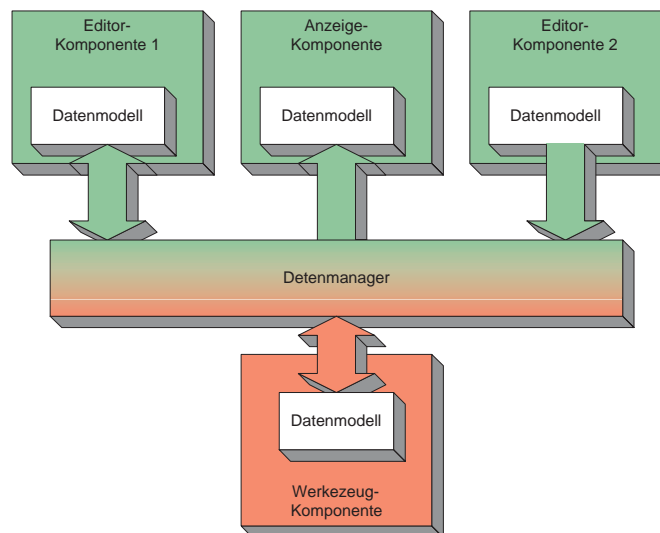 Editor-
Komponente 1
Anzeige-
Komponente
Editor-
Komponente 2
Datenmodell
Datenmodell
Datenmodell
Detenmanager
Datenmodell
Werkezeug-
Komponente